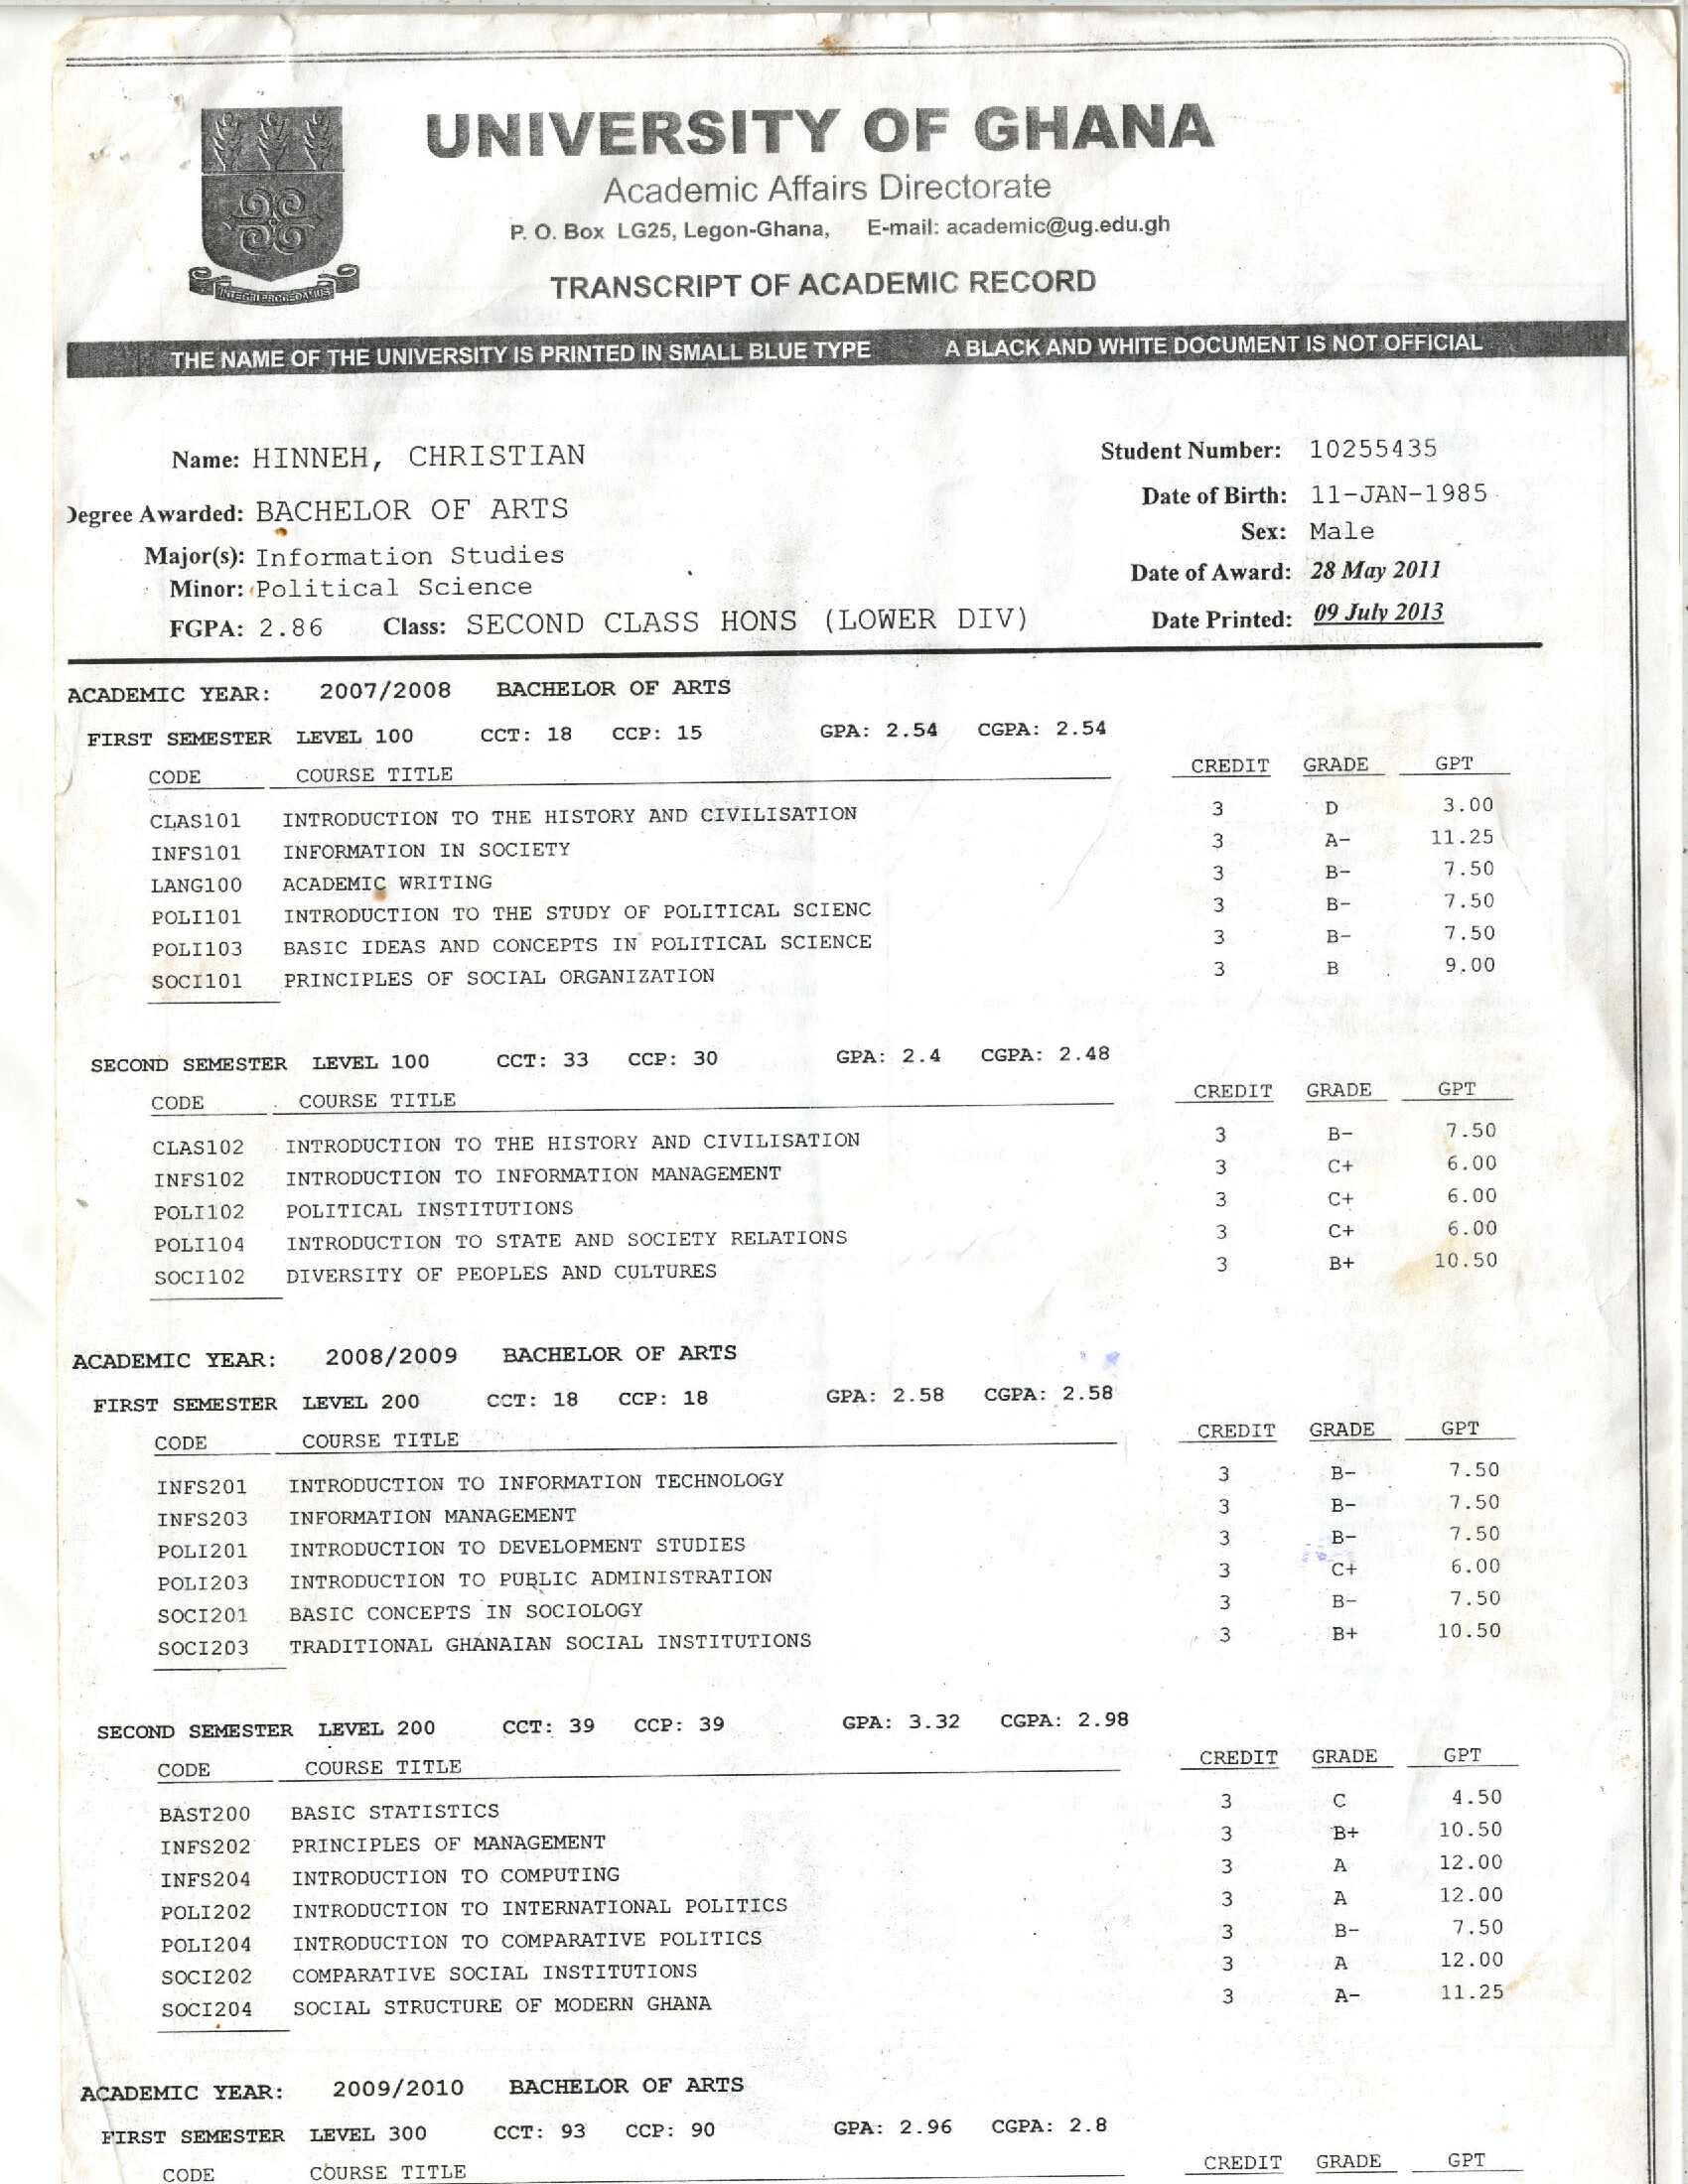 UNIVERSITY OF GHANA
Academic Affairs Directorate
P. O. Box LG25, Legon-Ghana, E-mail: academic@ug.edu.gh
TRANSCRIPT OF ACADEMIC RECORD
INTEGRI PROCEDAMUS
THE NAME OF THE UNIVERSITY IS PRINTED IN SMALL BLUE TYPE A BLACK AND WHITE DOCUMENT IS NOT OFFICIAL
Name: HINNEH, CHRISTIAN Student Number: 10255435
Degree Awarded: BACHELOR OF ARTS Date of Birth: 11-JAN-1985
Sex: Male
Major(s): Information Studies Date of Award: 28 May 2011
Minor: Political Science
FGPA: 2.86 Class: SECOND CLASS HONS (LOWER DIV) Date Printed: 09 July 2013
ACADEMIC YEAR: 2007/2008 BACHELOR OF ARTS
FIRST SEMESTER LEVEL 100 CCT: 18 CCP: 15 GPA: 2.54 CGPA: 2.54
CODE COURSE TITLE CREDIT GRADE GPT
CLAS101 INTRODUCTION TO THE HISTORY AND CIVILISATION 3 D 3.00
INFS101 INFORMATION IN SOCIETY 3 A- 11.25
LANG100 ACADEMIC WRITING 3 B- 7.50
POLI101 INTRODUCTION TO THE STUDY OF POLITICAL SCIENC 3 B- 7.50
POLI103 BASIC IDEAS AND CONCEPTS IN POLITICAL SCIENCE 3 B- 7.50
SOCI101 PRINCIPLES OF SOCIAL ORGANIZATION 3 B 9.00
SECOND SEMESTER LEVEL 100 CCT: 33 CCP: 30 GPA: 2.4 CGPA: 2.48
CODE COURSE TITLE CREDIT GRADE GPT
CLAS102 INTRODUCTION TO THE HISTORY AND CIVILISATION 3 B- 7.50
INFS102 INTRODUCTION TO INFORMATION MANAGEMENT 3 C+ 6.00
POLI102 POLITICAL INSTITUTIONS 3 C+ 6.00
POLI104 INTRODUCTION TO STATE AND SOCIETY RELATIONS 3 C+ 6.00
SOCI102 DIVERSITY OF PEOPLES AND CULTURES 3 B+ 10.50
ACADEMIC YEAR: 2008/2009 BACHELOR OF ARTS
FIRST SEMESTER LEVEL 200 CCT: 18 CCP: 18 GPA: 2.58 CGPA: 2.58
CODE COURSE TITLE CREDIT GRADE GPT
INFS201 INTRODUCTION TO INFORMATION TECHNOLOGY 3 B- 7.50
INFS203 INFORMATION MANAGEMENT 3 B- 7.50
POLI201 INTRODUCTION TO DEVELOPMENT STUDIES 3 B- 7.50
POLI203 INTRODUCTION TO PUBLIC ADMINISTRATION 3 C+ 6.00
SOCI201 BASIC CONCEPTS IN SOCIOLOGY 3 B- 7.50
SOCI203 TRADITIONAL GHANAIAN SOCIAL INSTITUTIONS 3 B+ 10.50
SECOND SEMESTER LEVEL 200 CCT: 39 CCP: 39 GPA: 3.32 CGPA: 2.98
CODE COURSE TITLE CREDIT GRADE GPT
BAST200 BASIC STATISTICS 3 C 4.50
INFS202 PRINCIPLES OF MANAGEMENT 3 B+ 10.50
INFS204 INTRODUCTION TO COMPUTING 3 A 12.00
POLI202 INTRODUCTION TO INTERNATIONAL POLITICS 3 A 12.00
POLI204 INTRODUCTION TO COMPARATIVE POLITICS 3 B- 7.50
SOCI202 COMPARATIVE SOCIAL INSTITUTIONS 3 A 12.00
SOCI204 SOCIAL STRUCTURE OF MODERN GHANA 3 A- 11.25
ACADEMIC YEAR: 2009/2010 BACHELOR OF ARTS
FIRST SEMESTER LEVEL 300 CCT: 93 CCP: 90 GPA: 2.96 CGPA: 2.8
CODE COURSE TITLE CREDIT GRADE GPT